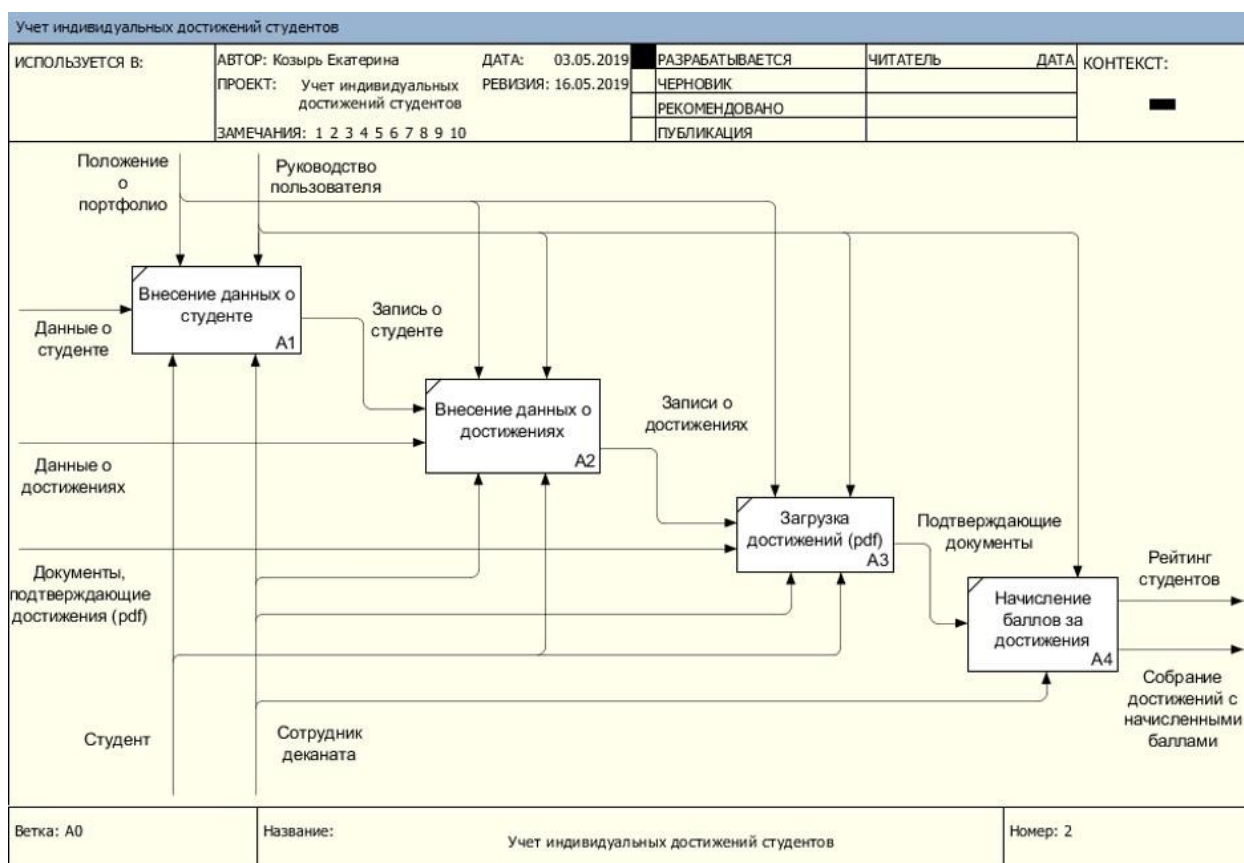 Учет индивидуальных достижений студентов
ИСПОЛЬЗУЕТСЯ В:
АВТОР: Козырь Екатерина
ДАТА: 03.05.2019
ПРОЕКТ: Учет индивидуальных
достижений студентов
РЕВИЗИЯ: 16.05.2019
ЗАМЕЧАНИЯ: 1 2 3 4 5 6 7 8 9 10
РАЗРАБАТЫВАЕТСЯ
ЧЕРНОВИК
РЕКОМЕНДОВАНО
ПУБЛИКАЦИЯ
ЧИТАТЕЛЬ
ДАТА
КОНТЕКСТ:
Положение
о
портфолио
Руководство
пользователя
Внесение данных о
студенте
A1
Данные о
студенте
Запись о
студенте
Внесение данных о
достижениях
A2
Записи о
достижениях
Данные о
достижениях
Загрузка
достижений (pdf)
A3
Подтверждающие
документы
Документы,
подтверждающие
достижения (pdf)
Начисление
баллов за
достижения
A4
Рейтинг
студентов
Собрание
достижений с
начисленными
баллами
Студент
Сотрудник
деканата
Ветка: A0
Название:
Учет индивидуальных достижений студентов
Номер: 2